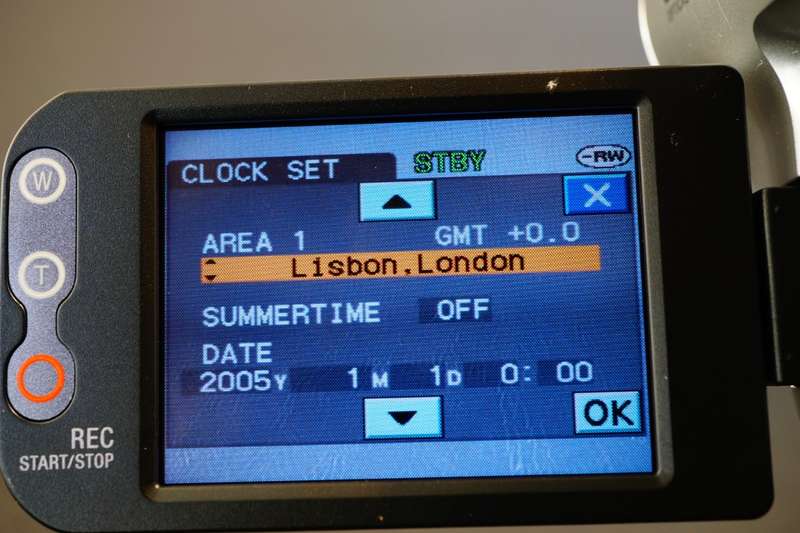 CLOCK SET STBY -RW
AREA 1 GMT +0.0
Lisbon,London
SUMMERTIME OFF
DATE
2005Y 1M 1D 0:00
OK
W
T
REC
START/STOP